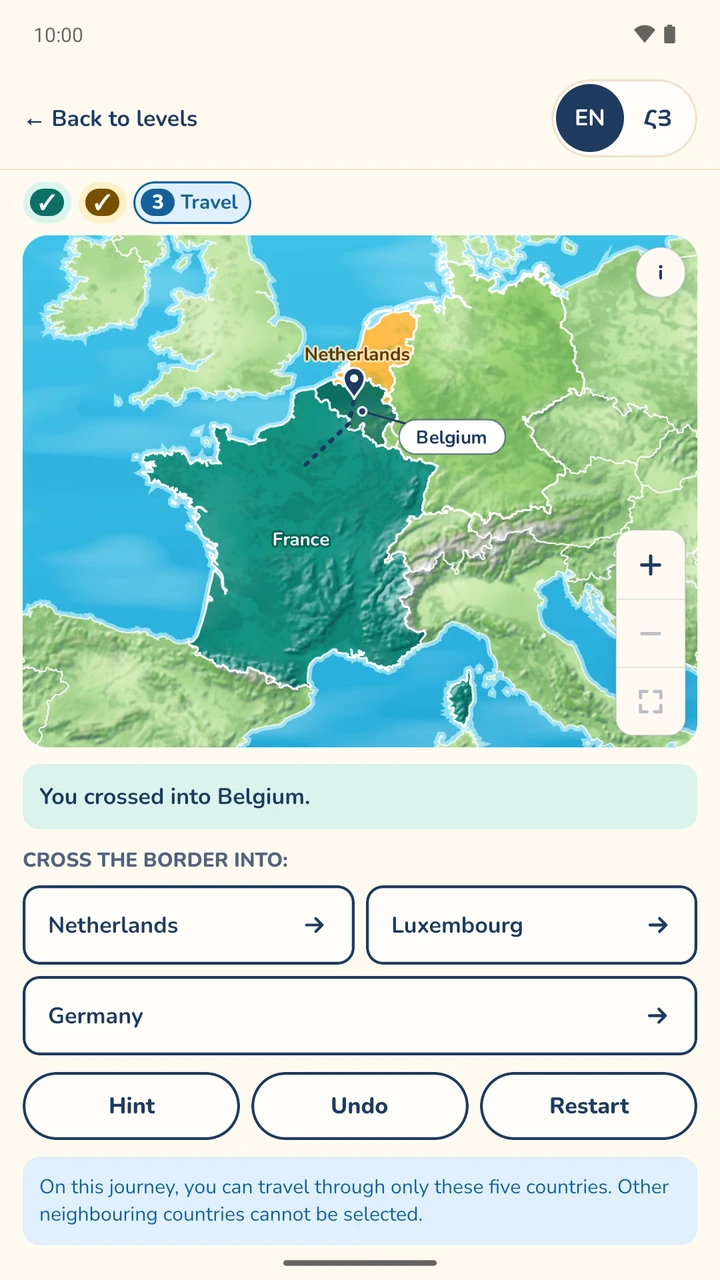 10:00
← Back to levels
EN
ՀՅ
✓ ✓ 3 Travel
i
Netherlands
Belgium
France
+
−
You crossed into Belgium.
CROSS THE BORDER INTO:
Netherlands →
Luxembourg →
Germany →
Hint
Undo
Restart
On this journey, you can travel through only these five countries. Other
neighbouring countries cannot be selected.